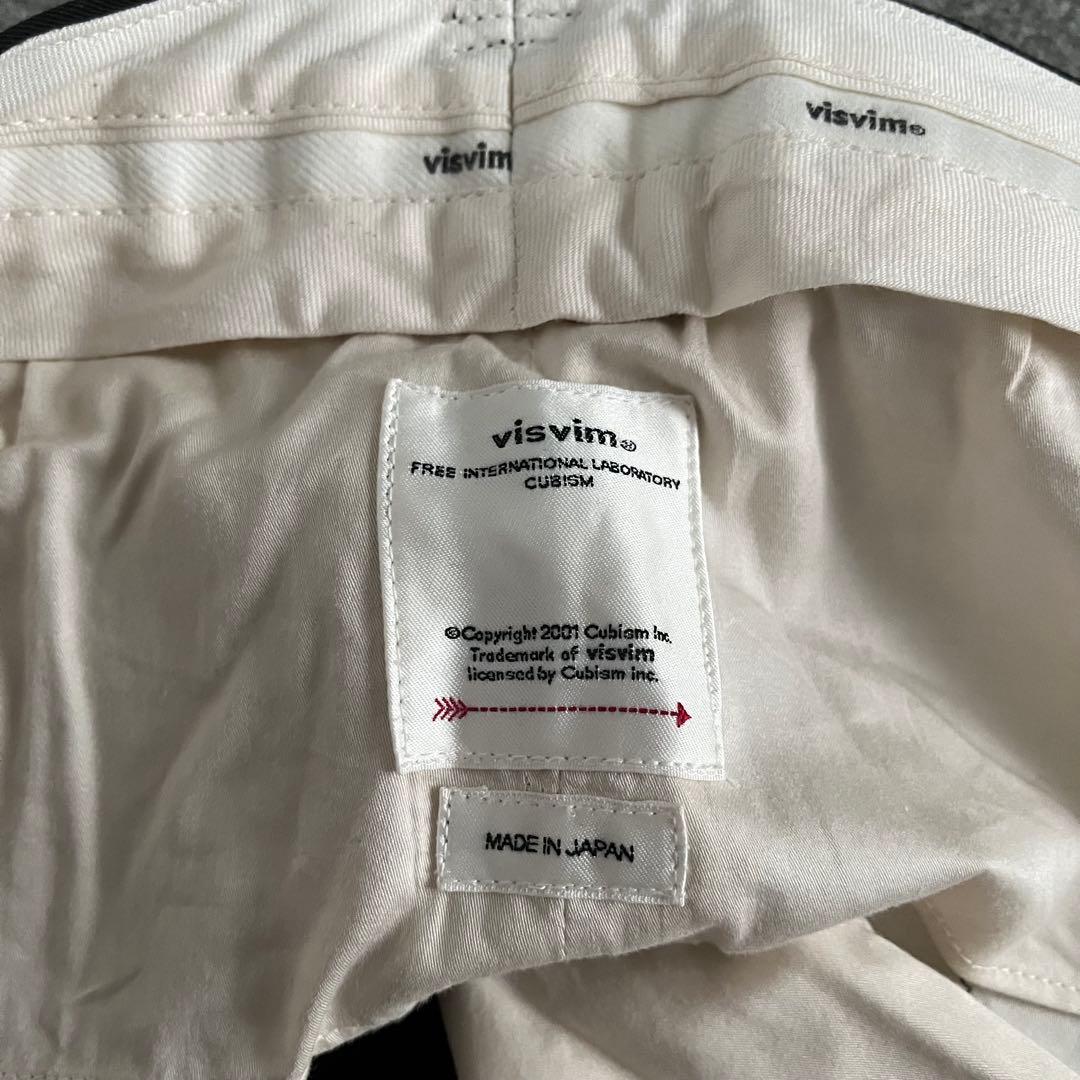 visvim
visvim®
visvim®
FREE INTERNATIONAL LABORATORY
CUBISM
©Copyright 2001 Cubism Inc.
Trademark of visvim
licensed by Cubism inc.
MADE IN JAPAN